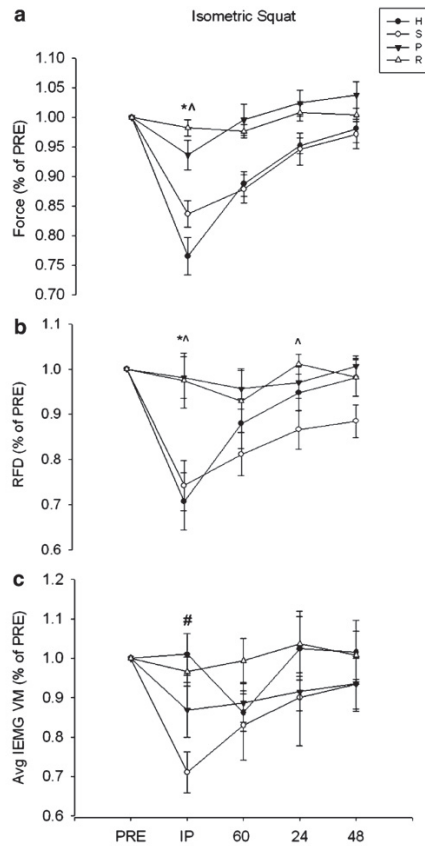 a
Isometric Squat
H
S
P
R
Force (% of PRE)
1.10
1.05
1.00
0.95
0.90
0.85
0.80
0.75
0.70
*^
b
RFD (% of PRE)
1.1
1.0
0.9
0.8
0.7
0.6
*^
^
c
Avg IEMG VM (% of PRE)
1.2
1.1
1.0
0.9
0.8
0.7
0.6
#
PRE IP 60 24 48